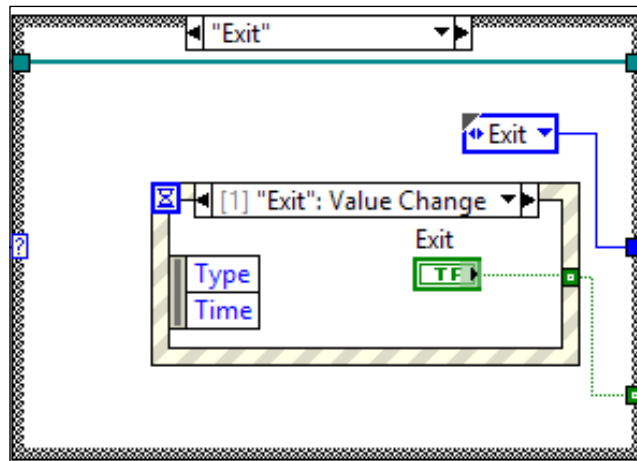 "Exit"
Exit
[1] "Exit": Value Change
Exit
TF
Type
Time
?